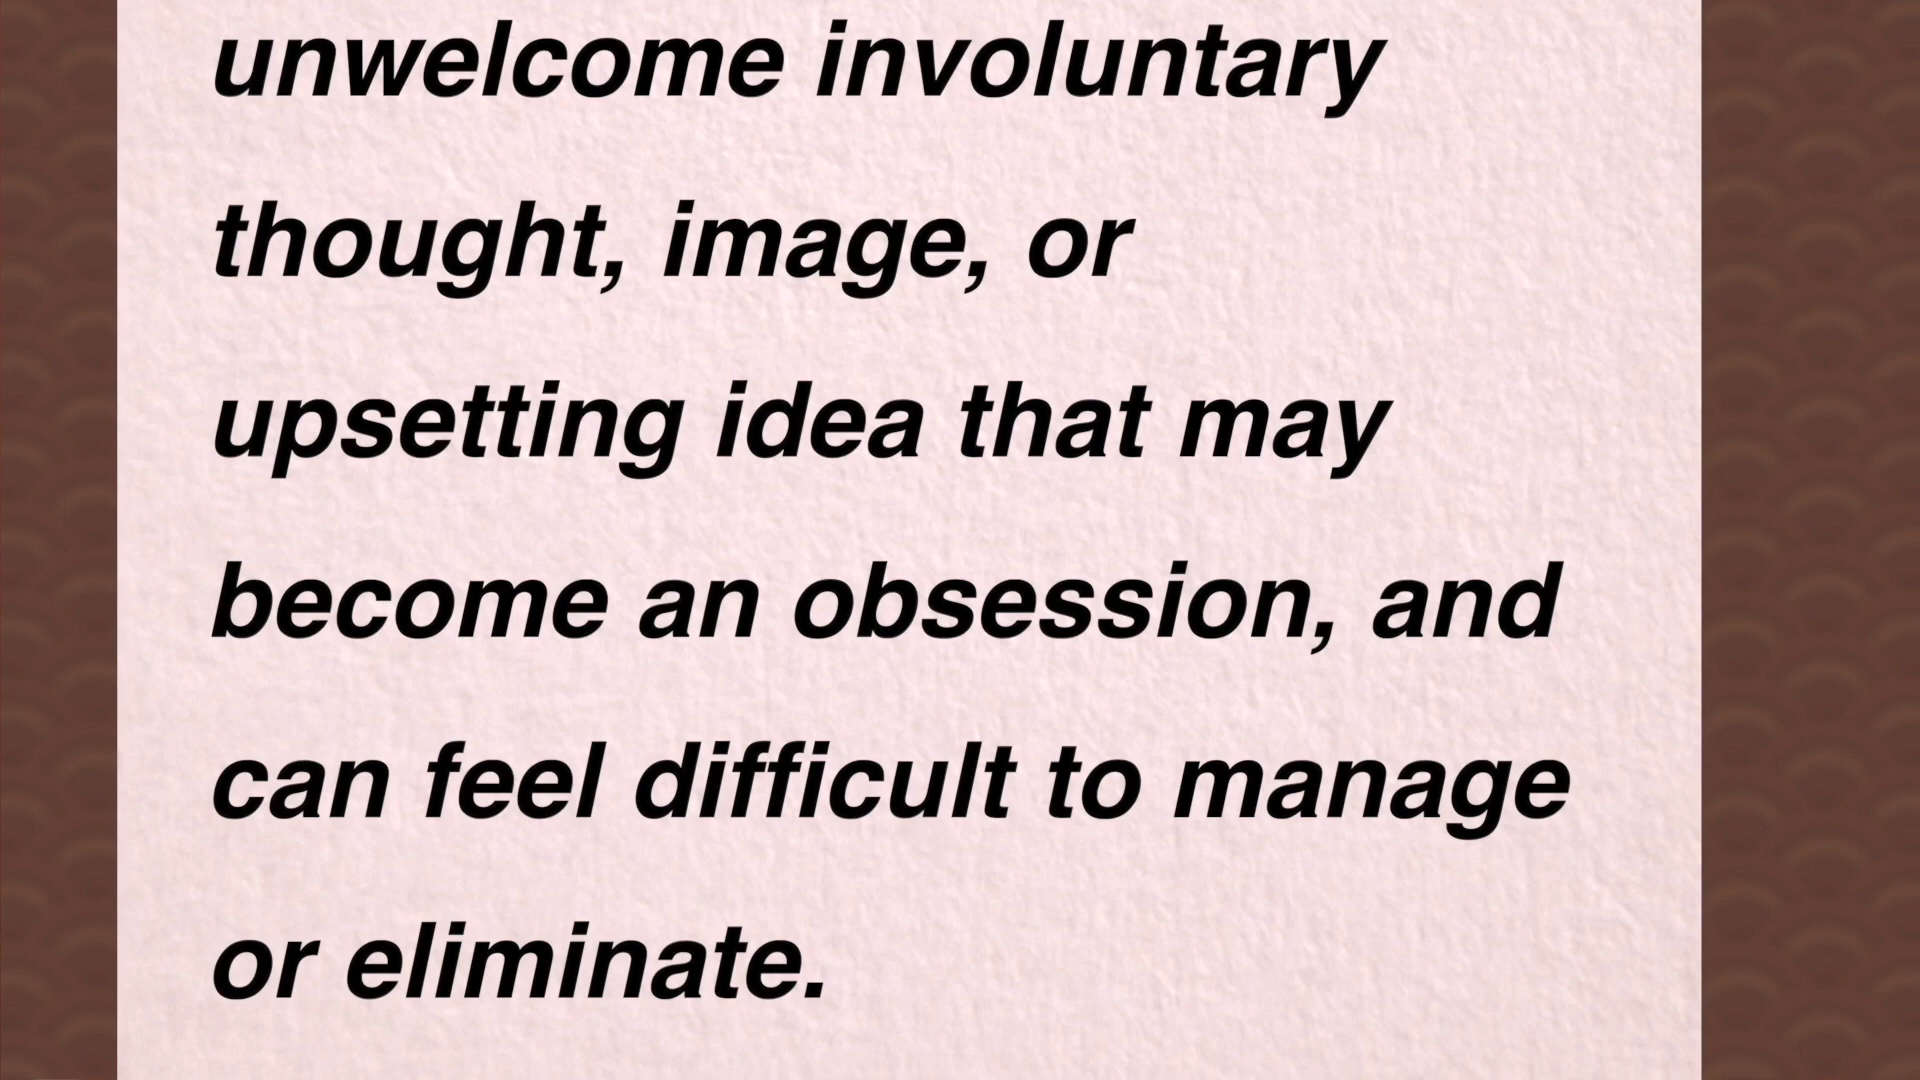 unwelcome involuntary
thought, image, or
upsetting idea that may
become an obsession, and
can feel difficult to manage
or eliminate.